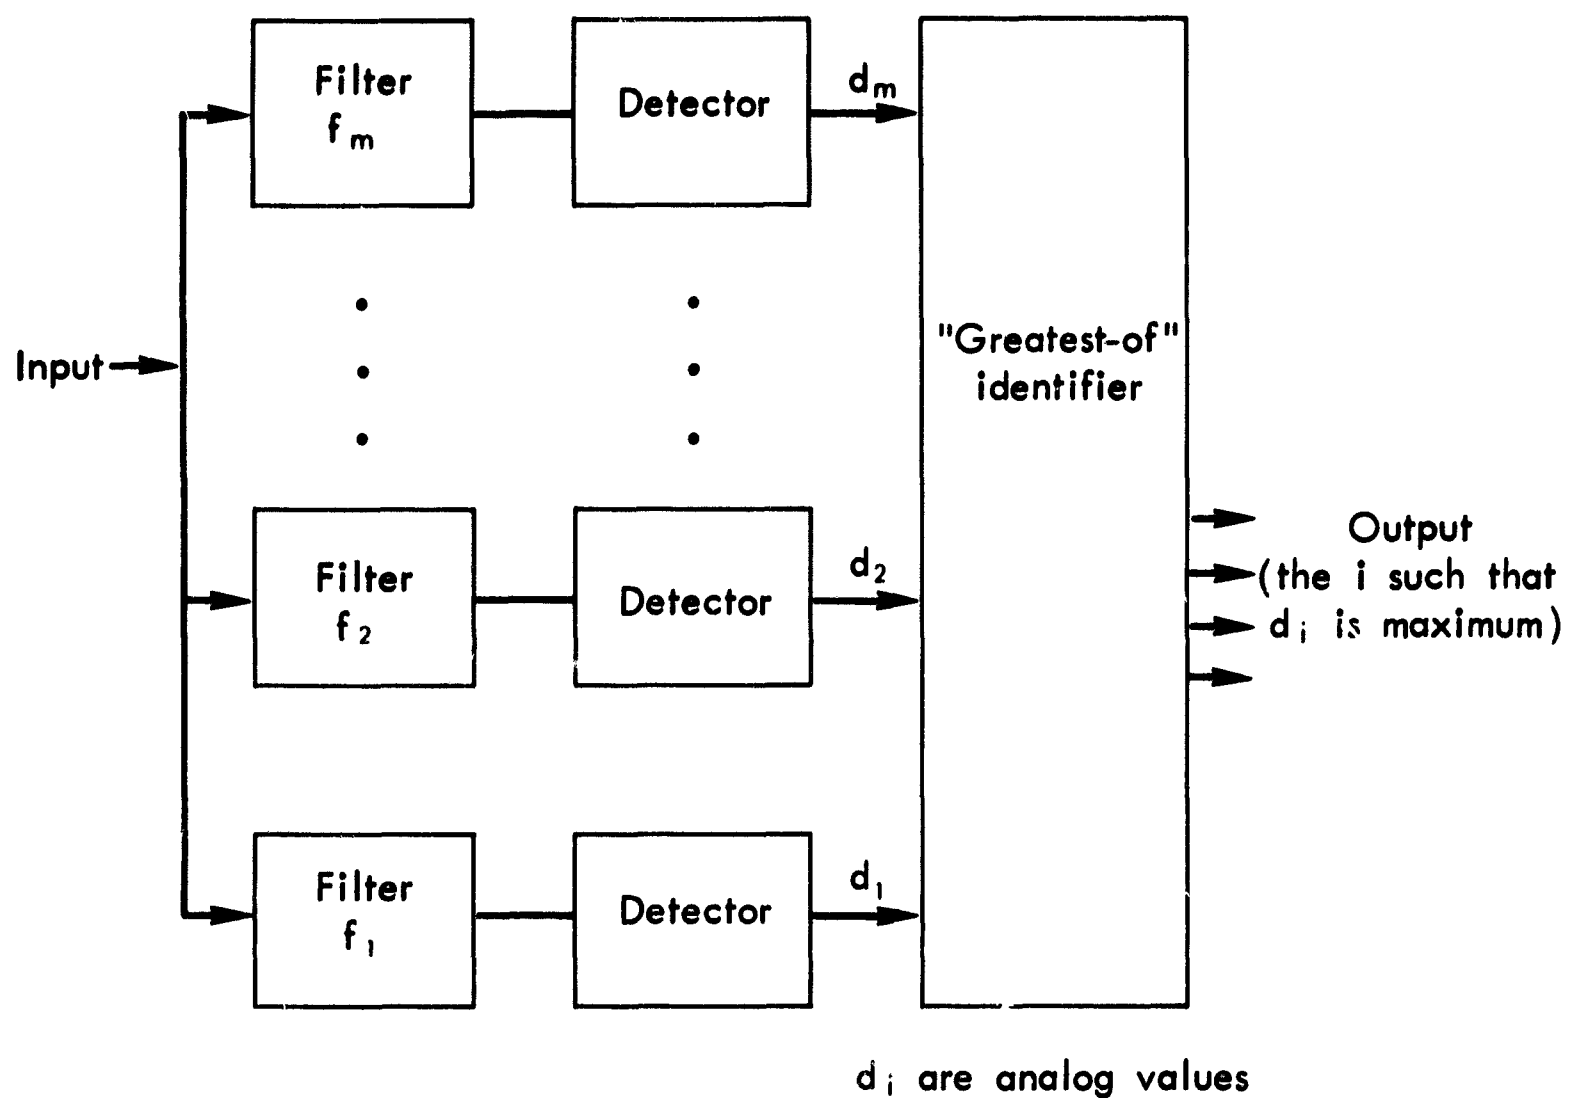 Filter
f m
Detector
d m
Input
"Greatest-of"
identifier
Filter
f 2
Detector
d 2
Output
(the i such that
d i is maximum)
Filter
f 1
Detector
d 1
d i are analog values